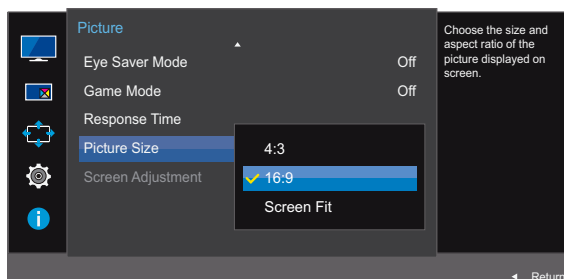 Picture
Eye Saver Mode Off
Game Mode Off
Response Time
Picture Size
Screen Adjustment
4:3
16:9
Screen Fit
Choose the size and
aspect ratio of the
picture displayed on
screen.
Return